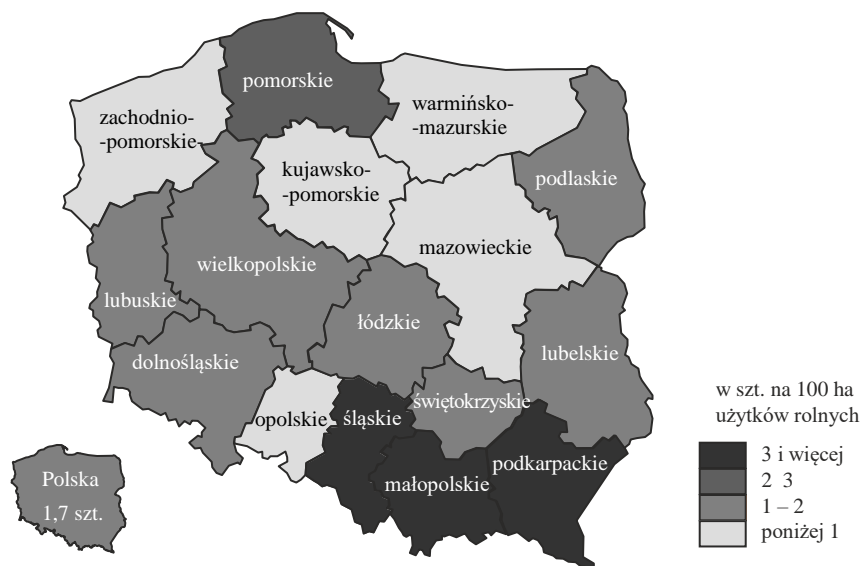 pomorskie
zachodnio-
-pomorskie
warmińsko-
-mazurskie
kujawsko-
-pomorskie
podlaskie
mazowieckie
wielkopolskie
lubuskie
łódzkie
dolnośląskie
lubelskie
opolskie
śląskie
świętokrzyskie
małopolskie
podkarpackie
Polska
1,7 szt.
w szt. na 100 ha
użytków rolnych
3 i więcej
2 3
1 – 2
poniżej 1